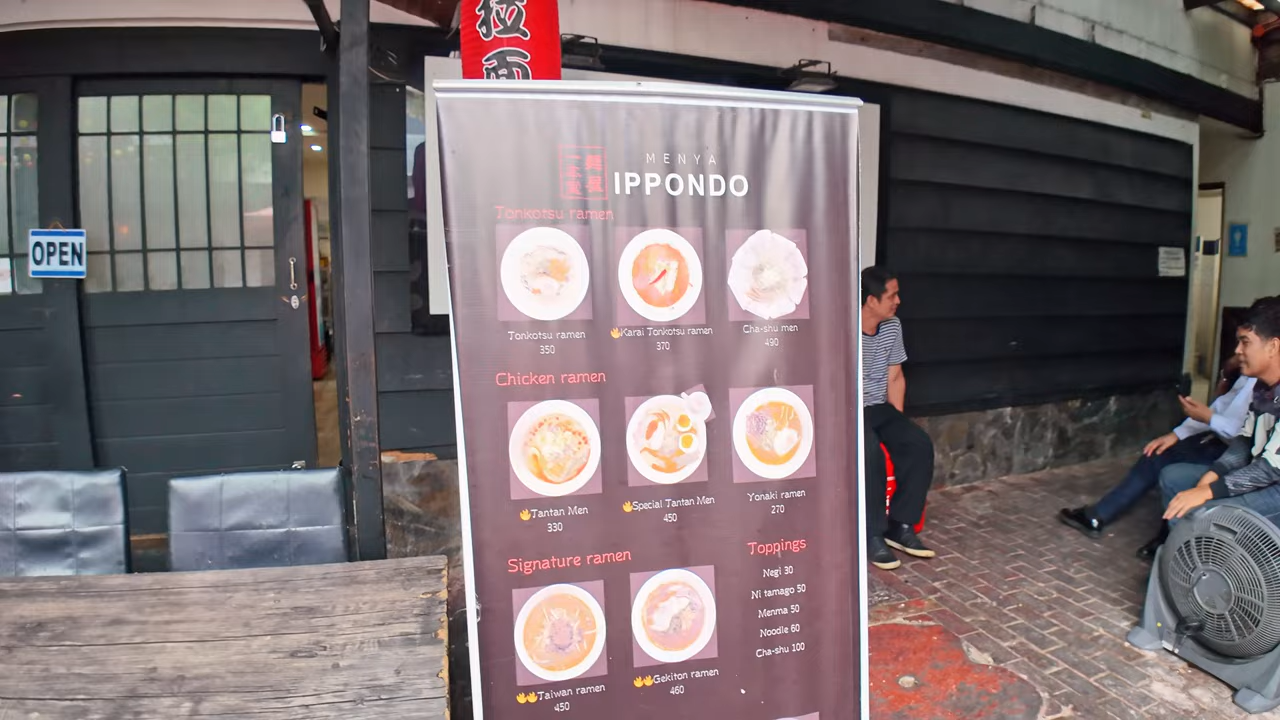 拉
OPEN
MENYA
IPPONDO
Tonkotsu ramen
Tonkotsu ramen
350
🔥Karai Tonkotsu ramen
370
Cha-shu men
490
Chicken ramen
🔥Tantan Men
330
🔥Special Tantan Men
450
Yonaki ramen
270
Signature ramen
🔥🔥Taiwan ramen
450
🔥🔥Gekiton ramen
460
Toppings
Negi 30
Ni tamago 50
Menma 50
Noodle 60
Cha-shu 100